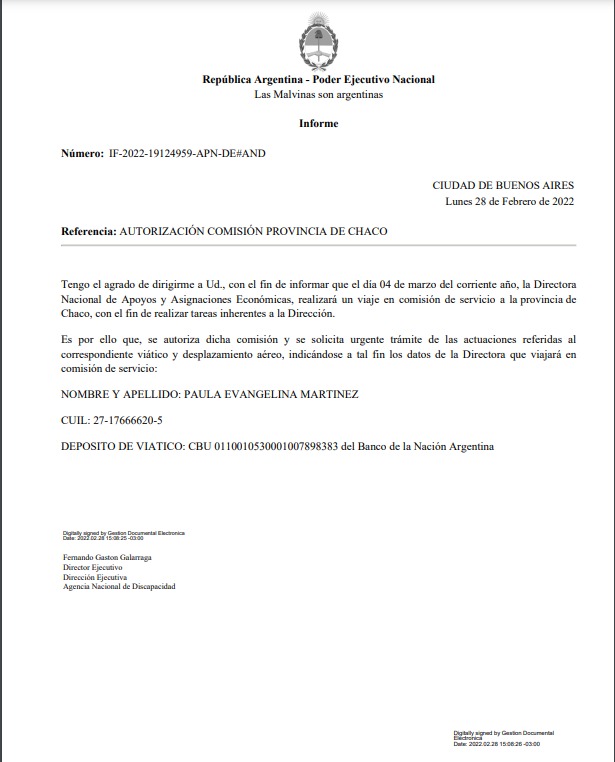 República Argentina - Poder Ejecutivo Nacional
Las Malvinas son argentinas
Informe
Número: IF-2022-19124959-APN-DE#AND
CIUDAD DE BUENOS AIRES
Lunes 28 de Febrero de 2022
Referencia: AUTORIZACIÓN COMISIÓN PROVINCIA DE CHACO
Tengo el agrado de dirigirme a Ud., con el fin de informar que el día 04 de marzo del corriente año, la Directora
Nacional de Apoyos y Asignaciones Económicas, realizará un viaje en comisión de servicio a la provincia de
Chaco, con el fin de realizar tareas inherentes a la Dirección.
Es por ello que, se autoriza dicha comisión y se solicita urgente trámite de las actuaciones referidas al
correspondiente viático y desplazamiento aéreo, indicándose a tal fin los datos de la Directora que viajará en
comisión de servicio:
NOMBRE Y APELLIDO: PAULA EVANGELINA MARTINEZ
CUIL: 27-17666620-5
DEPOSITO DE VIATICO: CBU 0110010530001007898383 del Banco de la Nación Argentina
Digitally signed by Gestion Documental Electronica
Date: 2022.02.28 15:08:25 -03:00
Fernando Gaston Galarraga
Director Ejecutivo
Dirección Ejecutiva
Agencia Nacional de Discapacidad
Digitally signed by Gestion Documental
Electronica
Date: 2022.02.28 15:08:26 -03:00